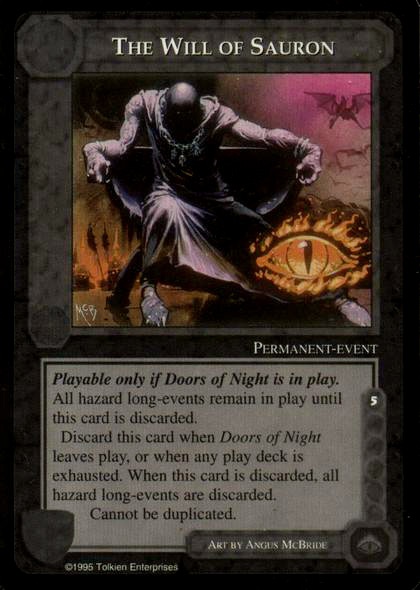 THE WILL OF SAURON
McB
PERMANENT-EVENT
Playable only if Doors of Night is in play.
All hazard long-events remain in play until
this card is discarded.
Discard this card when Doors of Night
leaves play, or when any play deck is
exhausted. When this card is discarded, all
hazard long-events are discarded.
Cannot be duplicated.
5
ART BY ANGUS MCBRIDE
©1995 Tolkien Enterprises